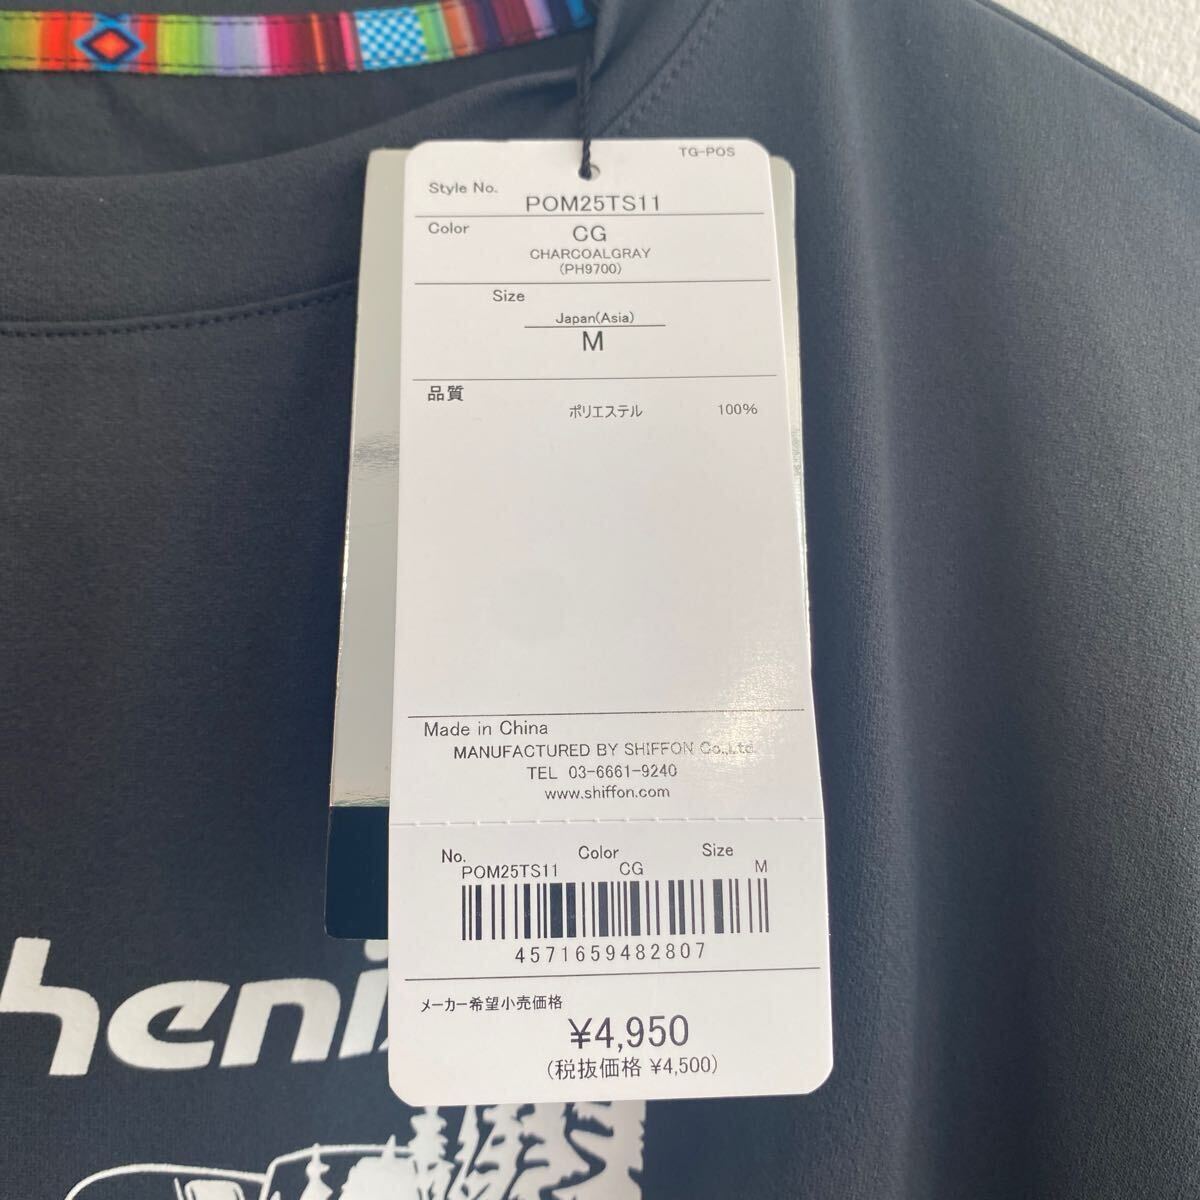 TG-POS
Style No.
POM25TS11
Color
CG
CHARCOALGRAY
(PH9700)
Size
Japan(Asia)
M
品質
ポリエステル 100%
Made in China
MANUFACTURED BY SHIFFON Co.,Ltd.
TEL 03-6661-9240
www.shiffon.com
No. Color Size
POM25TS11 CG M
4571659482807
メーカー希望小売価格
¥4,950
(税抜価格 ¥4,500)
heni